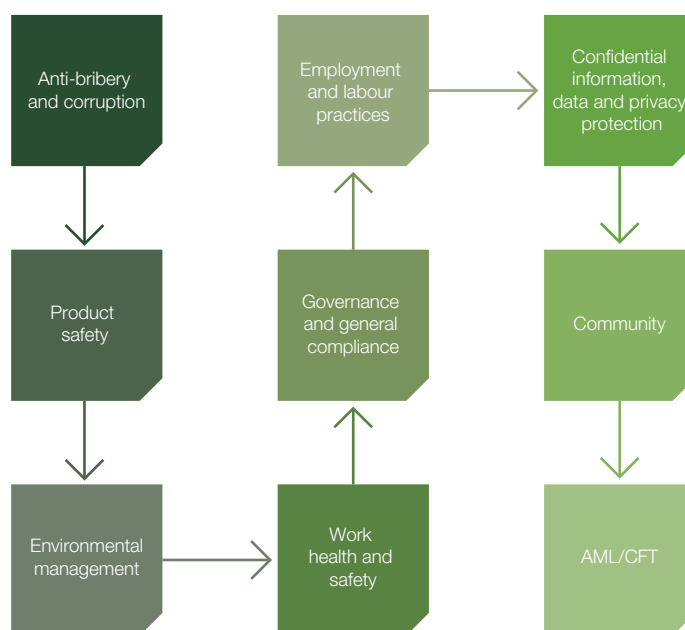 Anti-bribery
and corruption
Product
safety
Environmental
management
Work
health and
safety
Governance
and general
compliance
Employment
and labour
practices
Confidential
information,
data and privacy
protection
Community
AML/CFT